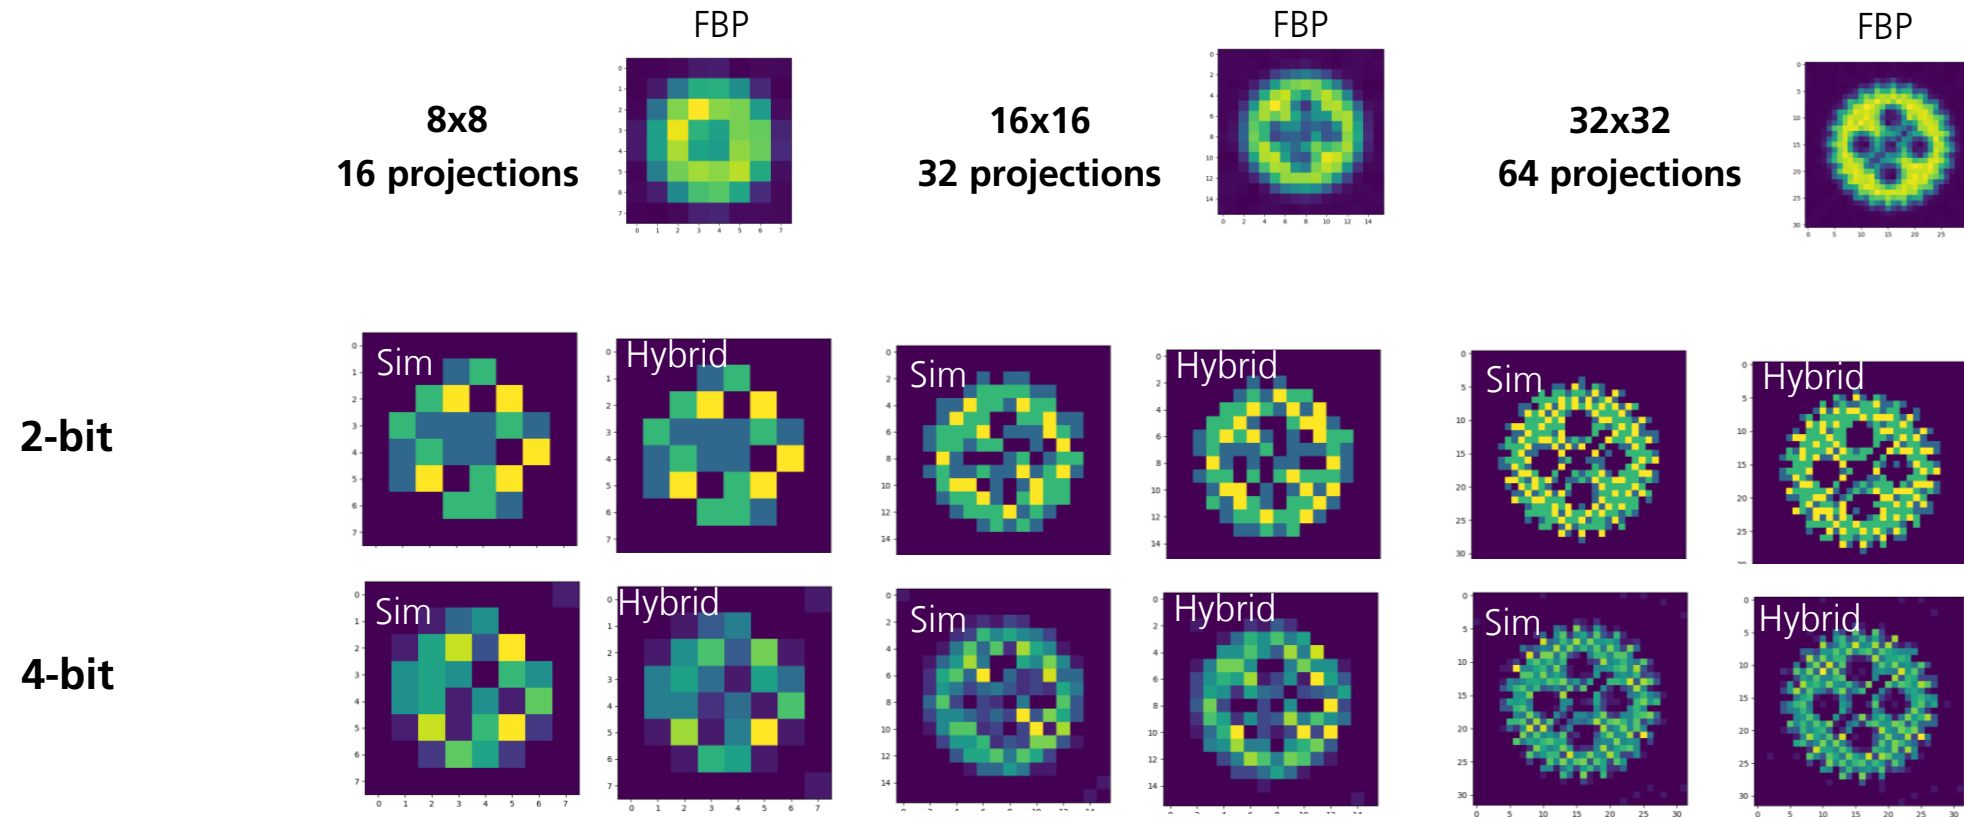 FBP
FBP
FBP
8x8
16 projections
16x16
32 projections
32x32
64 projections
2-bit
Sim
Hybrid
Sim
Hybrid
Sim
Hybrid
4-bit
Sim
Hybrid
Sim
Hybrid
Sim
Hybrid